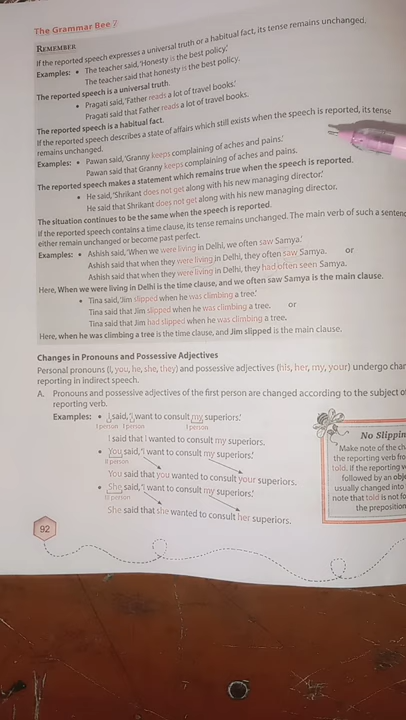 The Grammar Bee 7
REMEMBER
If the reported speech expresses a universal truth or a habitual fact, its tense remains unchanged.
Examples: • The teacher said, 'Honesty is the best policy.'
The teacher said that honesty is the best policy.
The reported speech is a universal truth.
• Pragati said, 'Father reads a lot of travel books.'
Pragati said that Father reads a lot of travel books.
The reported speech is a habitual fact.
If the reported speech describes a state of affairs which still exists when the speech is reported, its tense
remains unchanged.
Examples: • Pawan said, 'Granny keeps complaining of aches and pains.'
Pawan said that Granny keeps complaining of aches and pains.
The reported speech makes a statement which remains true when the speech is reported.
• He said, 'Shrikant does not get along with his new managing director.'
He said that Shrikant does not get along with his new managing director.
The situation continues to be the same when the speech is reported.
If the reported speech contains a time clause, its tense remains unchanged. The main verb of such a sentenc
either remain unchanged or become past perfect.
Examples: • Ashish said, 'When we were living in Delhi, we often saw Samya.'
Ashish said that when they were living in Delhi, they often saw Samya. or
Ashish said that when they were living in Delhi, they had often seen Samya.
Here, When we were living in Delhi is the time clause, and we often saw Samya is the main clause.
• Tina said, 'Jim slipped when he was climbing a tree.'
Tina said that Jim slipped when he was climbing a tree. or
Tina said that Jim had slipped when he was climbing a tree.
Here, when he was climbing a tree is the time clause, and Jim slipped is the main clause.
Changes in Pronouns and Possessive Adjectives
Personal pronouns (I, you, he, she, they) and possessive adjectives (his, her, my, your) undergo chan
reporting in indirect speech.
A. Pronouns and possessive adjectives of the first person are changed according to the subject of
reporting verb.
Examples: • I said, 'I want to consult my superiors.'
I person I person I person
I said that I wanted to consult my superiors.
• You said, 'I want to consult my superiors.'
II person
You said that you wanted to consult your superiors.
• She said, 'I want to consult my superiors.'
III person
She said that she wanted to consult her superiors.
No Slippin
Make note of the ch
the reporting verb fro
told. If the reporting v
followed by an obje
usually changed into
note that told is not fo
the preposition
92